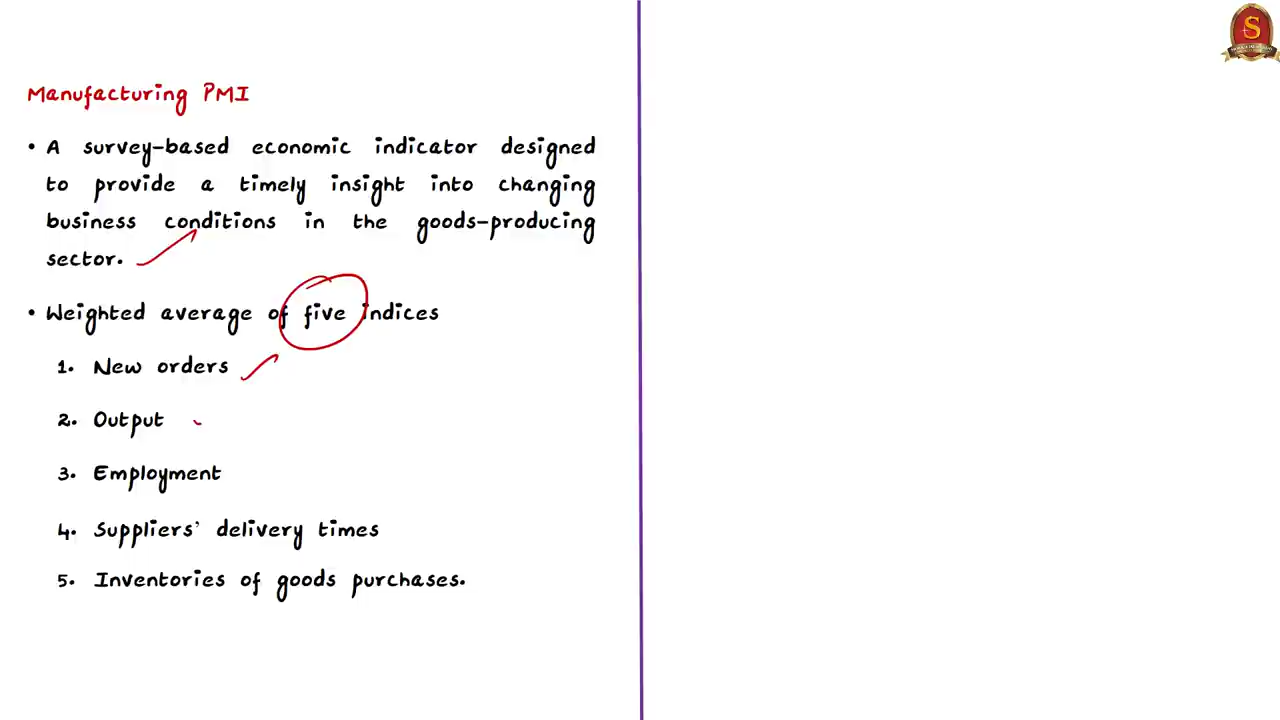 Manufacturing PMI
• A survey-based economic indicator designed
to provide a timely insight into changing
business conditions in the goods-producing
sector.
• Weighted average of five indices
1. New orders
2. Output
3. Employment
4. Suppliers' delivery times
5. Inventories of goods purchases.
S